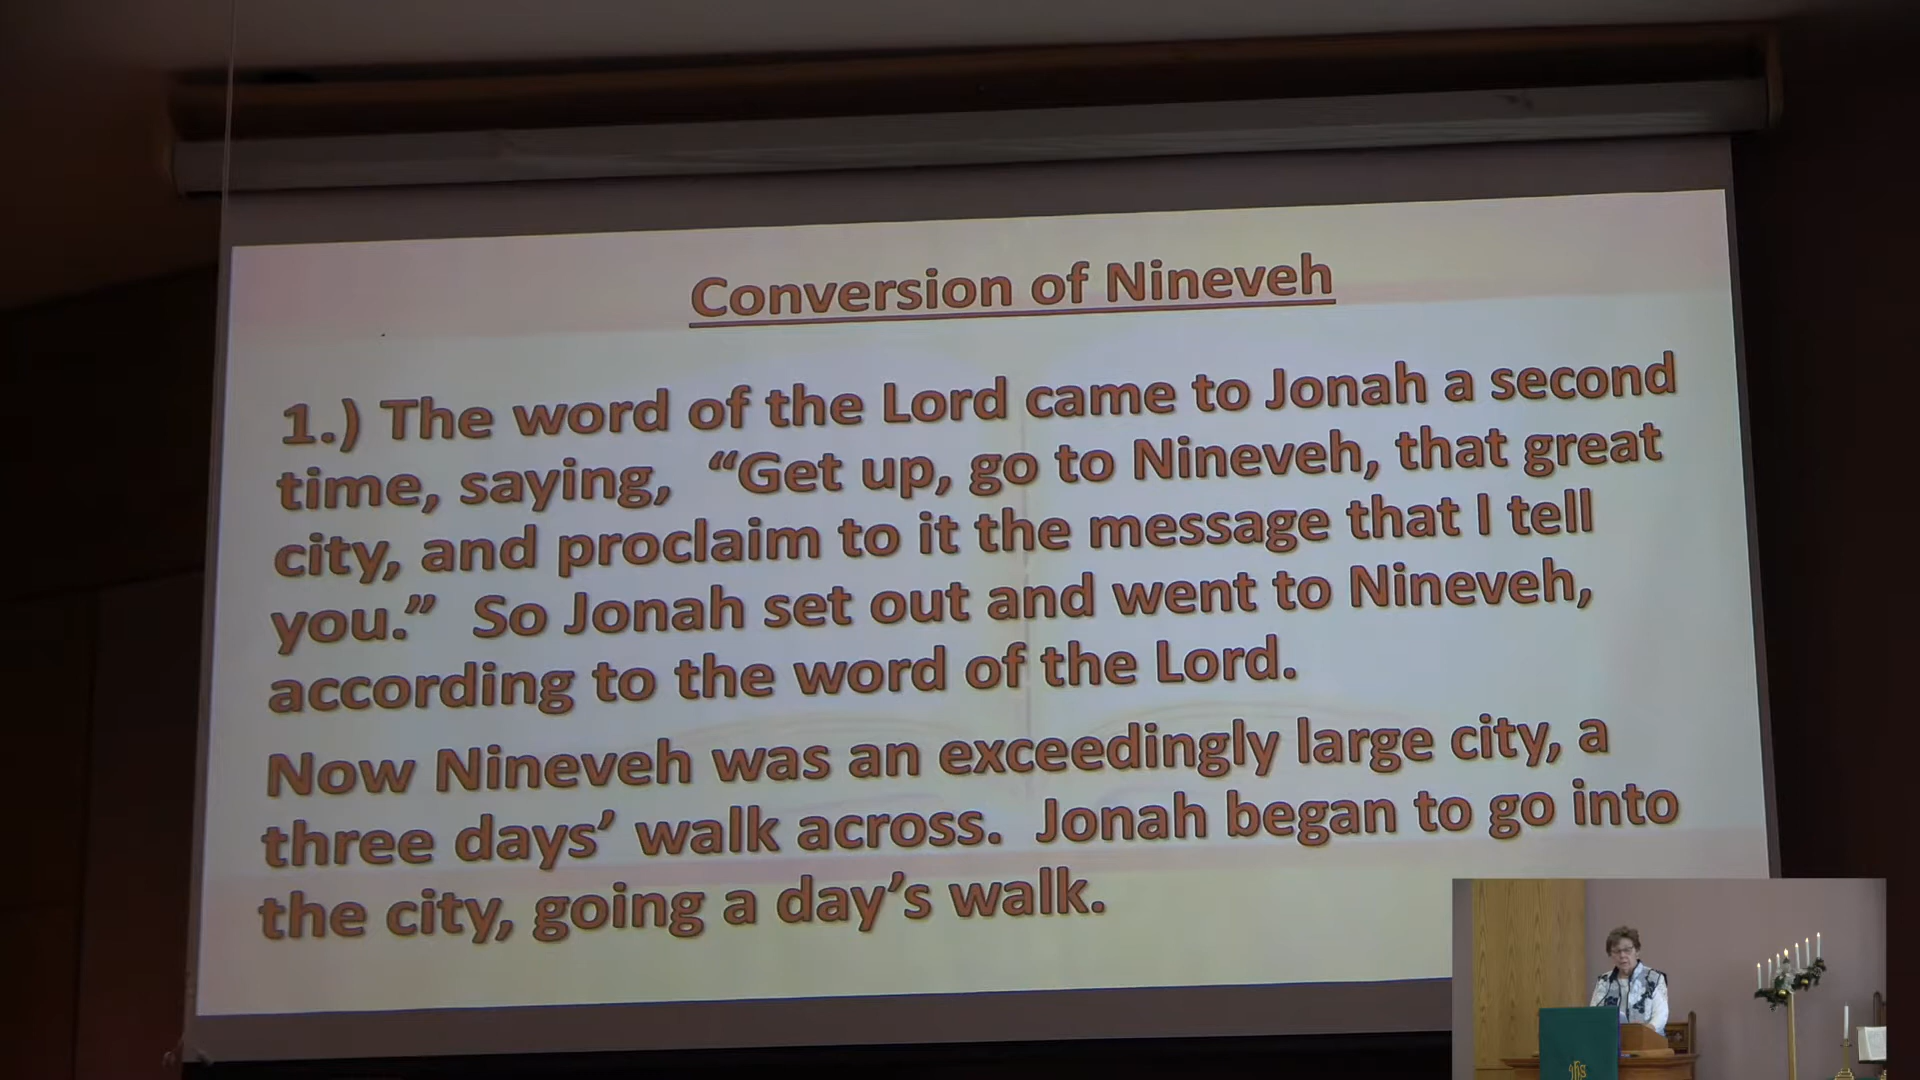 Conversion of Nineveh
1.) The word of the Lord came to Jonah a second
time, saying, “Get up, go to Nineveh, that great
city, and proclaim to it the message that I tell
you.” So Jonah set out and went to Nineveh,
according to the word of the Lord.
Now Nineveh was an exceedingly large city, a
three days’ walk across. Jonah began to go into
the city, going a day’s walk.
IHS